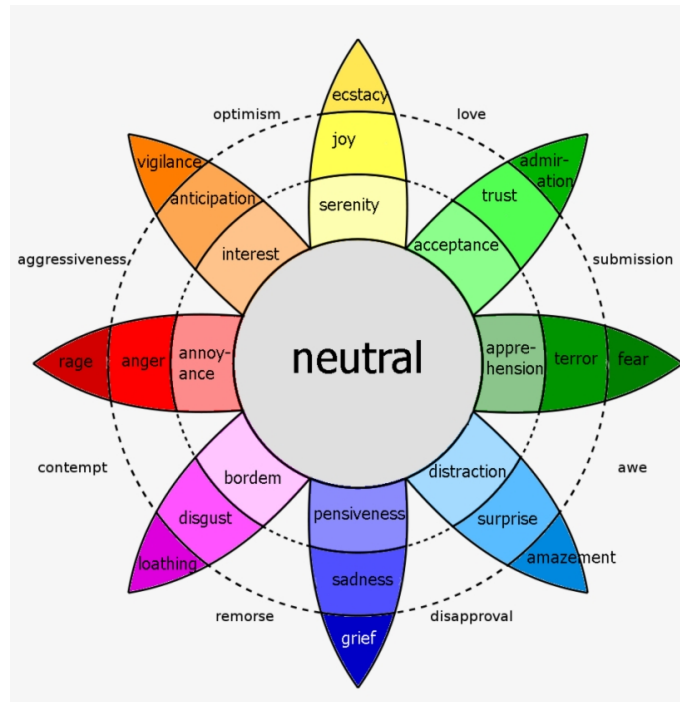 ecstacy
optimism
love
joy
vigilance
admir-
ation
anticipation
trust
serenity
interest
acceptance
aggressiveness
submission
neutral
rage
anger
annoy-
ance
appre-
hension
terror
fear
contempt
awe
bordem
distraction
pensiveness
disgust
surprise
loathing
amazement
sadness
remorse
disapproval
grief